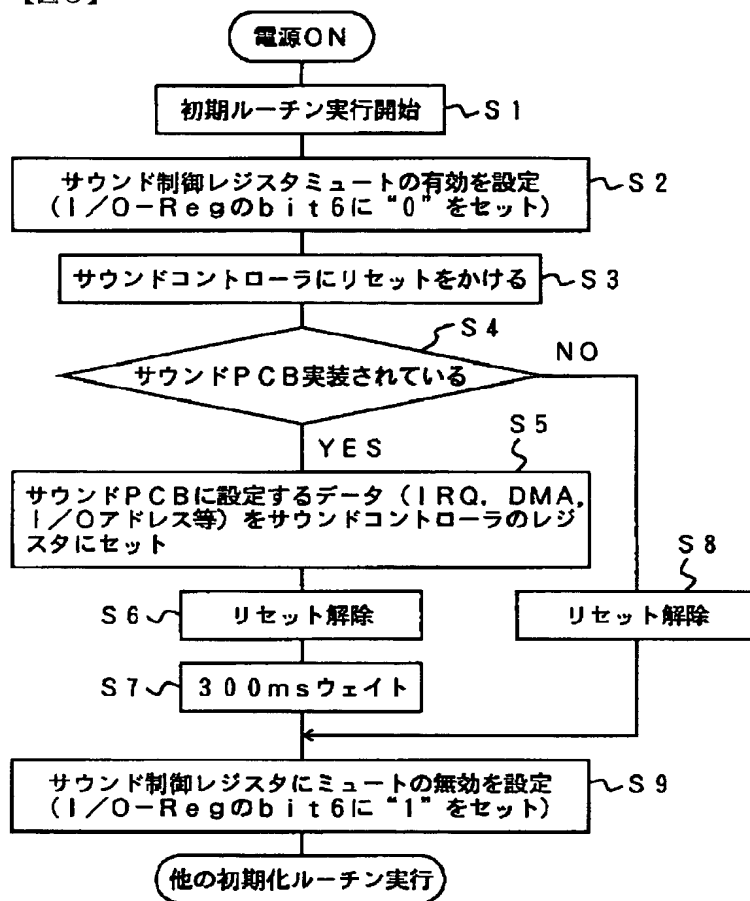 電源ON
初期ルーチン実行開始 S1
サウンド制御レジスタミュートの有効を設定 S2
(I/O-Regのbit6に“0”をセット)
サウンドコントローラにリセットをかける S3
S4
NO
サウンドPCB実装されている
YES
S5
サウンドPCBに設定するデータ(IRQ, DMA,
I/Oアドレス等)をサウンドコントローラのレジ
スタにセット
S8
S6 リセット解除
リセット解除
S7 300msウェイト
サウンド制御レジスタにミュートの無効を設定 S9
(I/O-Regのbit6に“1”をセット)
他の初期化ルーチン実行